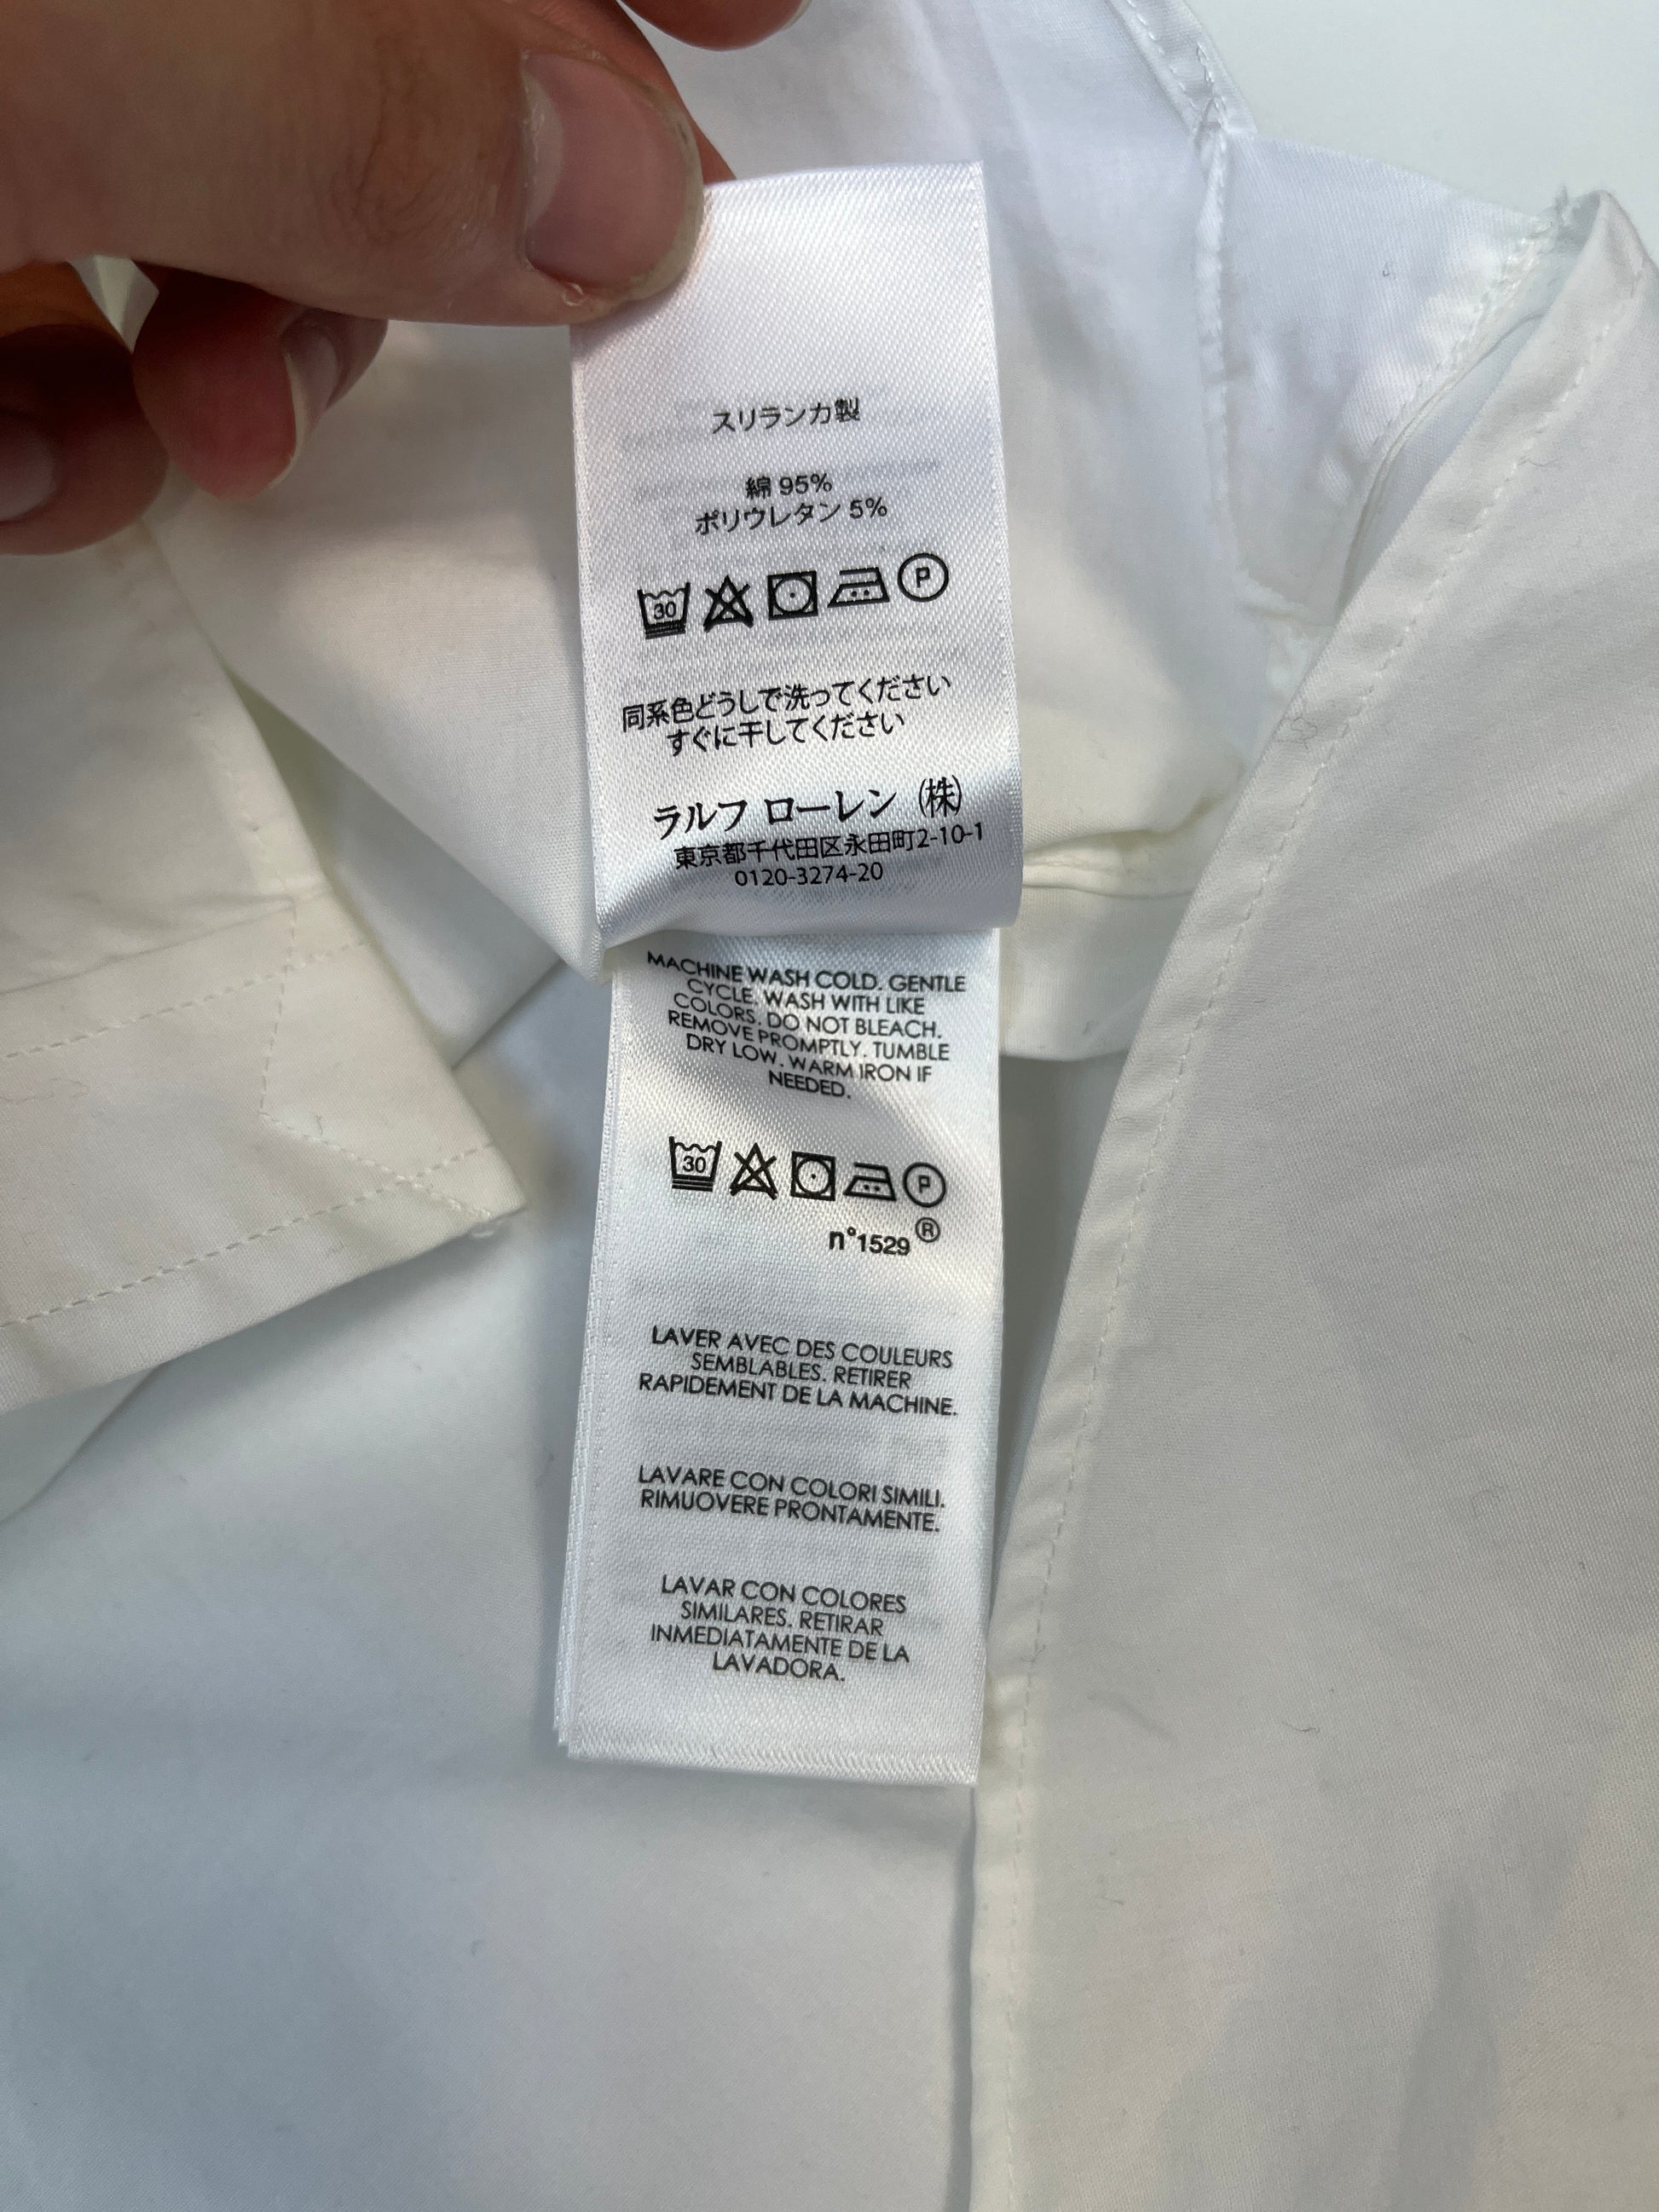 スリランカ製
綿 95%
ポリウレタン 5%
30 P
同系色どうしで洗ってください
すぐに干してください
ラルフ ローレン (株)
東京都千代田区永田町2-10-1
0120-3274-20
MACHINE WASH COLD. GENTLE
CYCLE. WASH WITH LIKE
COLORS. DO NOT BLEACH.
REMOVE PROMPTLY. TUMBLE
DRY LOW. WARM IRON IF
NEEDED.
30 P
n°1529®
LAVER AVEC DES COULEURS
SEMBLABLES. RETIRER
RAPIDEMENT DE LA MACHINE.
LAVARE CON COLORI SIMILI.
RIMUOVERE PRONTAMENTE.
LAVAR CON COLORES
SIMILARES. RETIRAR
INMEDIATAMENTE DE LA
LAVADORA.